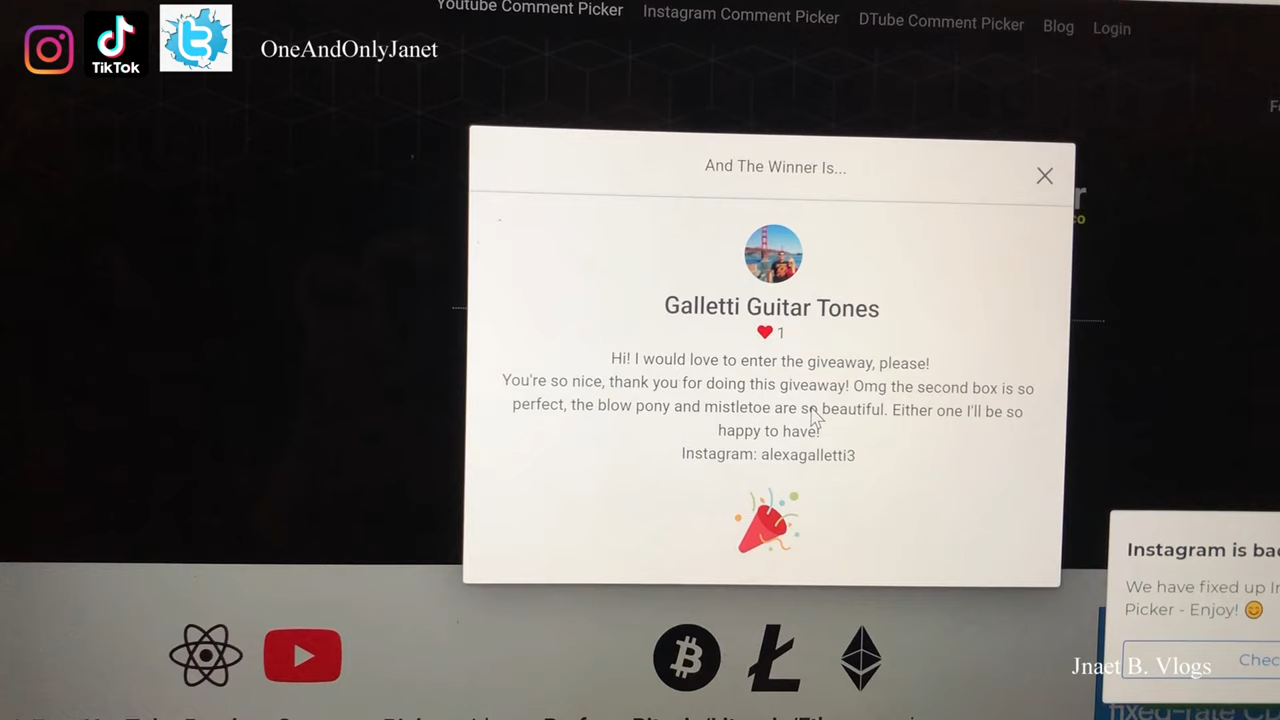 Youtube Comment Picker
Instagram Comment Picker
DTube Comment Picker
Blog
Login
TikTok
OneAndOnlyJanet
And The Winner Is...
Galletti Guitar Tones
1
Hi! I would love to enter the giveaway, please!
You're so nice, thank you for doing this giveaway! Omg the second box is so
perfect, the blow pony and mistletoe are so beautiful. Either one I'll be so
happy to have!
Instagram: alexagalletti3
Instagram is
We have fixed up
Picker - Enjoy! 😊
Jnaet B. Vlogs